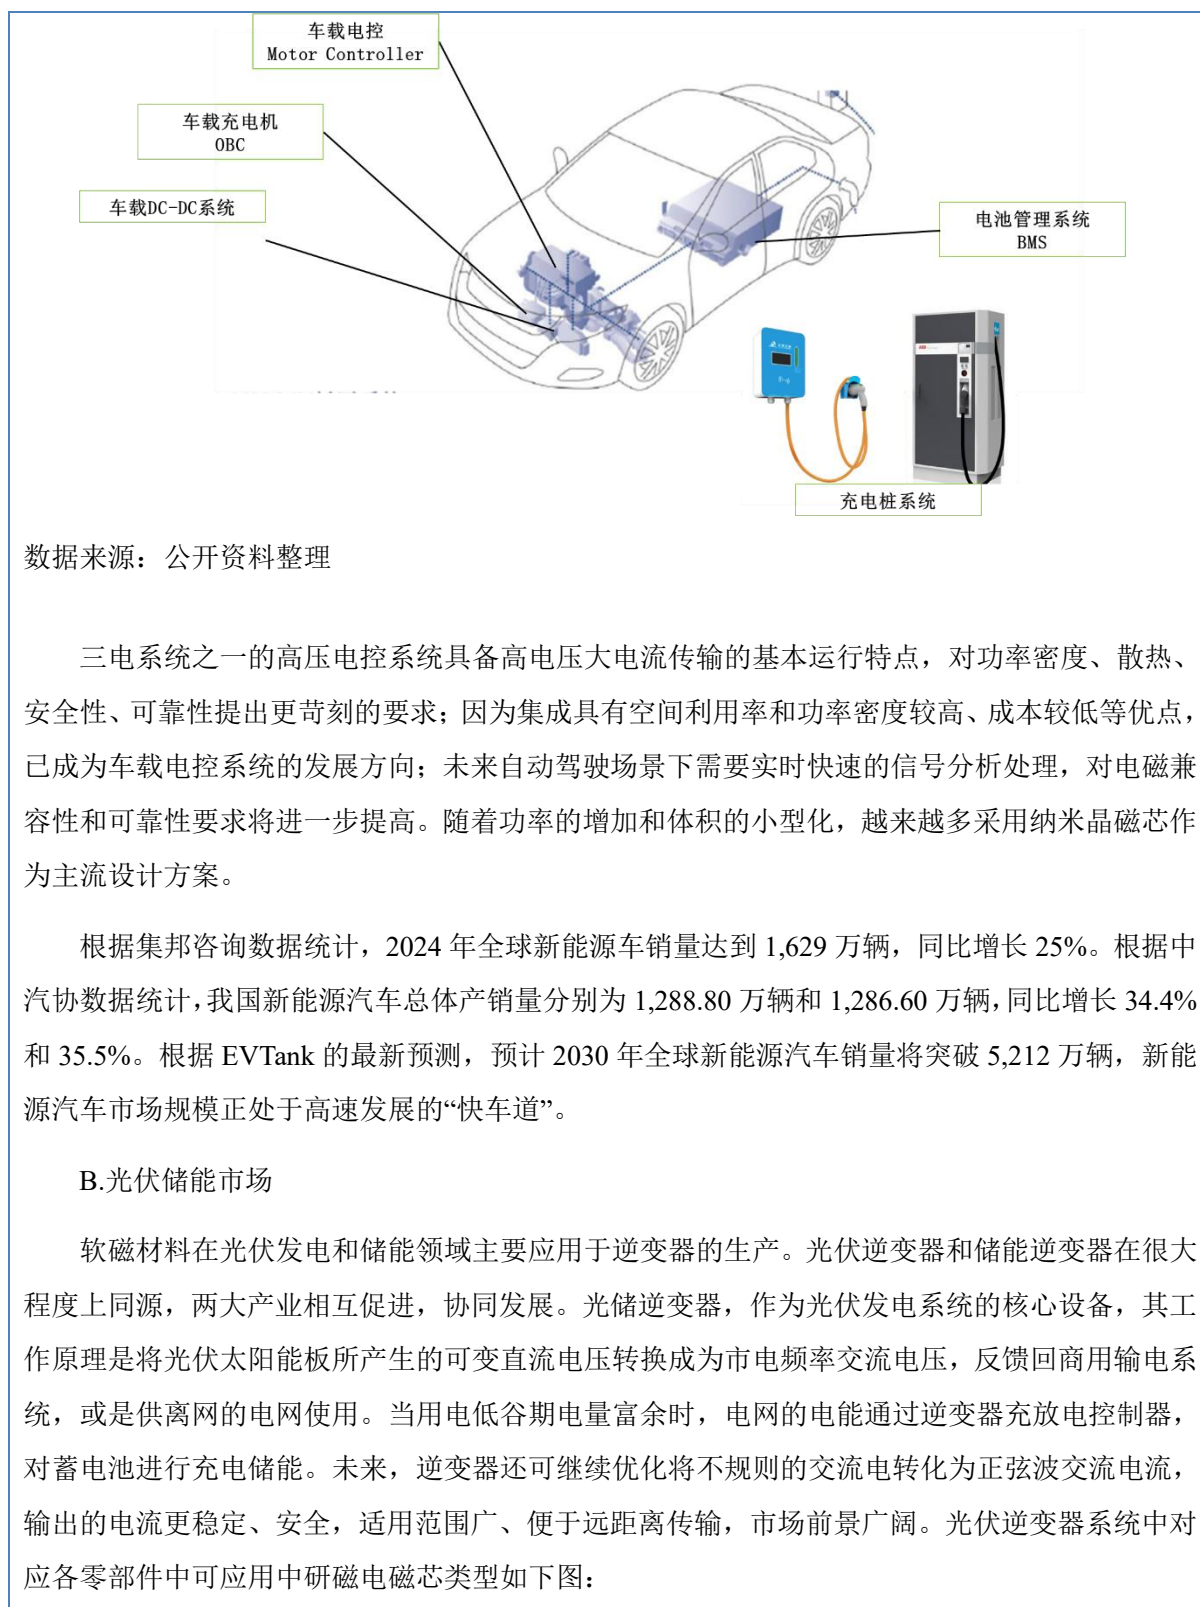 车载电控
Motor Controller
车载充电机
OBC
车载DC-DC系统
电池管理系统
BMS
充电桩系统
数据来源：公开资料整理
三电系统之一的高压电控系统具备高电压大电流传输的基本运行特点，对功率密度、散热、
安全性、可靠性提出更苛刻的要求；因为集成具有空间利用率和功率密度较高、成本较低等优点，
已成为车载电控系统的发展方向；未来自动驾驶场景下需要实时快速的信号分析处理，对电磁兼
容性和可靠性要求将进一步提高。随着功率的增加和体积的小型化，越来越多采用纳米晶磁芯作
为主流设计方案。
根据集邦咨询数据统计，2024 年全球新能源车销量达到 1,629 万辆，同比增长 25%。根据中
汽协数据统计，我国新能源汽车总体产销量分别为 1,288.80 万辆和 1,286.60 万辆，同比增长 34.4%
和 35.5%。根据 EVTank 的最新预测，预计 2030 年全球新能源汽车销量将突破 5,212 万辆，新能
源汽车市场规模正处于高速发展的“快车道”。
B.光伏储能市场
软磁材料在光伏发电和储能领域主要应用于逆变器的生产。光伏逆变器和储能逆变器在很大
程度上同源，两大产业相互促进，协同发展。光储逆变器，作为光伏发电系统的核心设备，其工
作原理是将光伏太阳能板所产生的可变直流电压转换成为市电频率交流电压，反馈回商用输电系
统，或是供离网的电网使用。当用电低谷期电量富余时，电网的电能通过逆变器充放电控制器，
对蓄电池进行充电储能。未来，逆变器还可继续优化将不规则的交流电转化为正弦波交流电流，
输出的电流更稳定、安全，适用范围广、便于远距离传输，市场前景广阔。光伏逆变器系统中对
应各零部件中可应用中研磁电磁芯类型如下图：